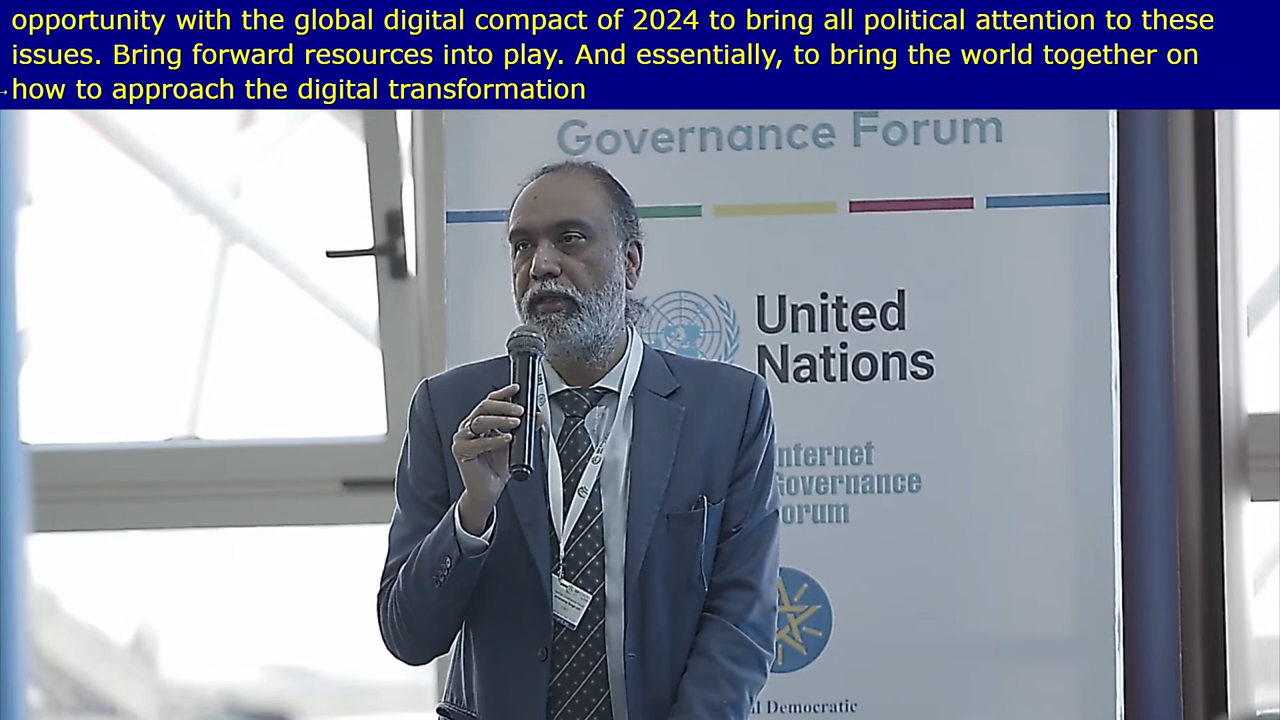 opportunity with the global digital compact of 2024 to bring all political attention to these
issues. Bring forward resources into play. And essentially, to bring the world together on
how to approach the digital transformation
Governance Forum
United
Nations
nternet
overnance
orum
l Democratic